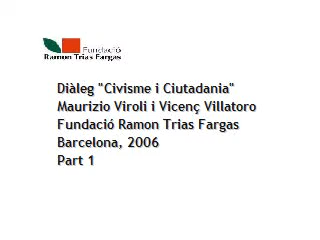 Fundació
Ramon Trias Fargas
Diàleg "Civisme i Ciutadania"
Maurizio Viroli i Vicenç Villatoro
Fundació Ramon Trias Fargas
Barcelona, 2006
Part 1